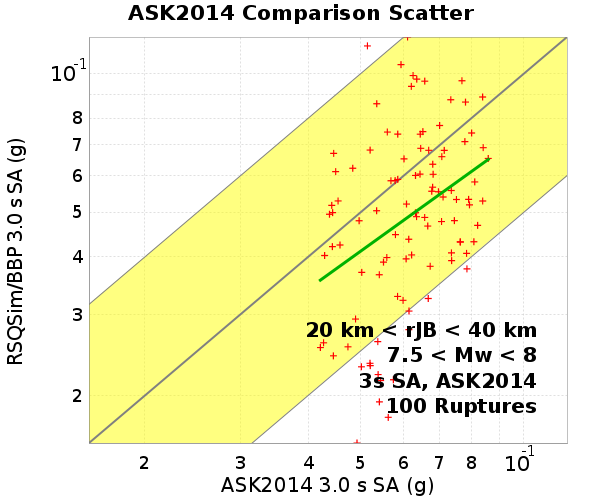 ASK2014 Comparison Scatter
RSQSim/BBP 3.0 s SA (g)
10-1
8
7
6
5
4
3
2
20 km < rJB < 40 km
7.5 < Mw < 8
3s SA, ASK2014
100 Ruptures
2 3 4 5 6 7 8 10-1
ASK2014 3.0 s SA (g)